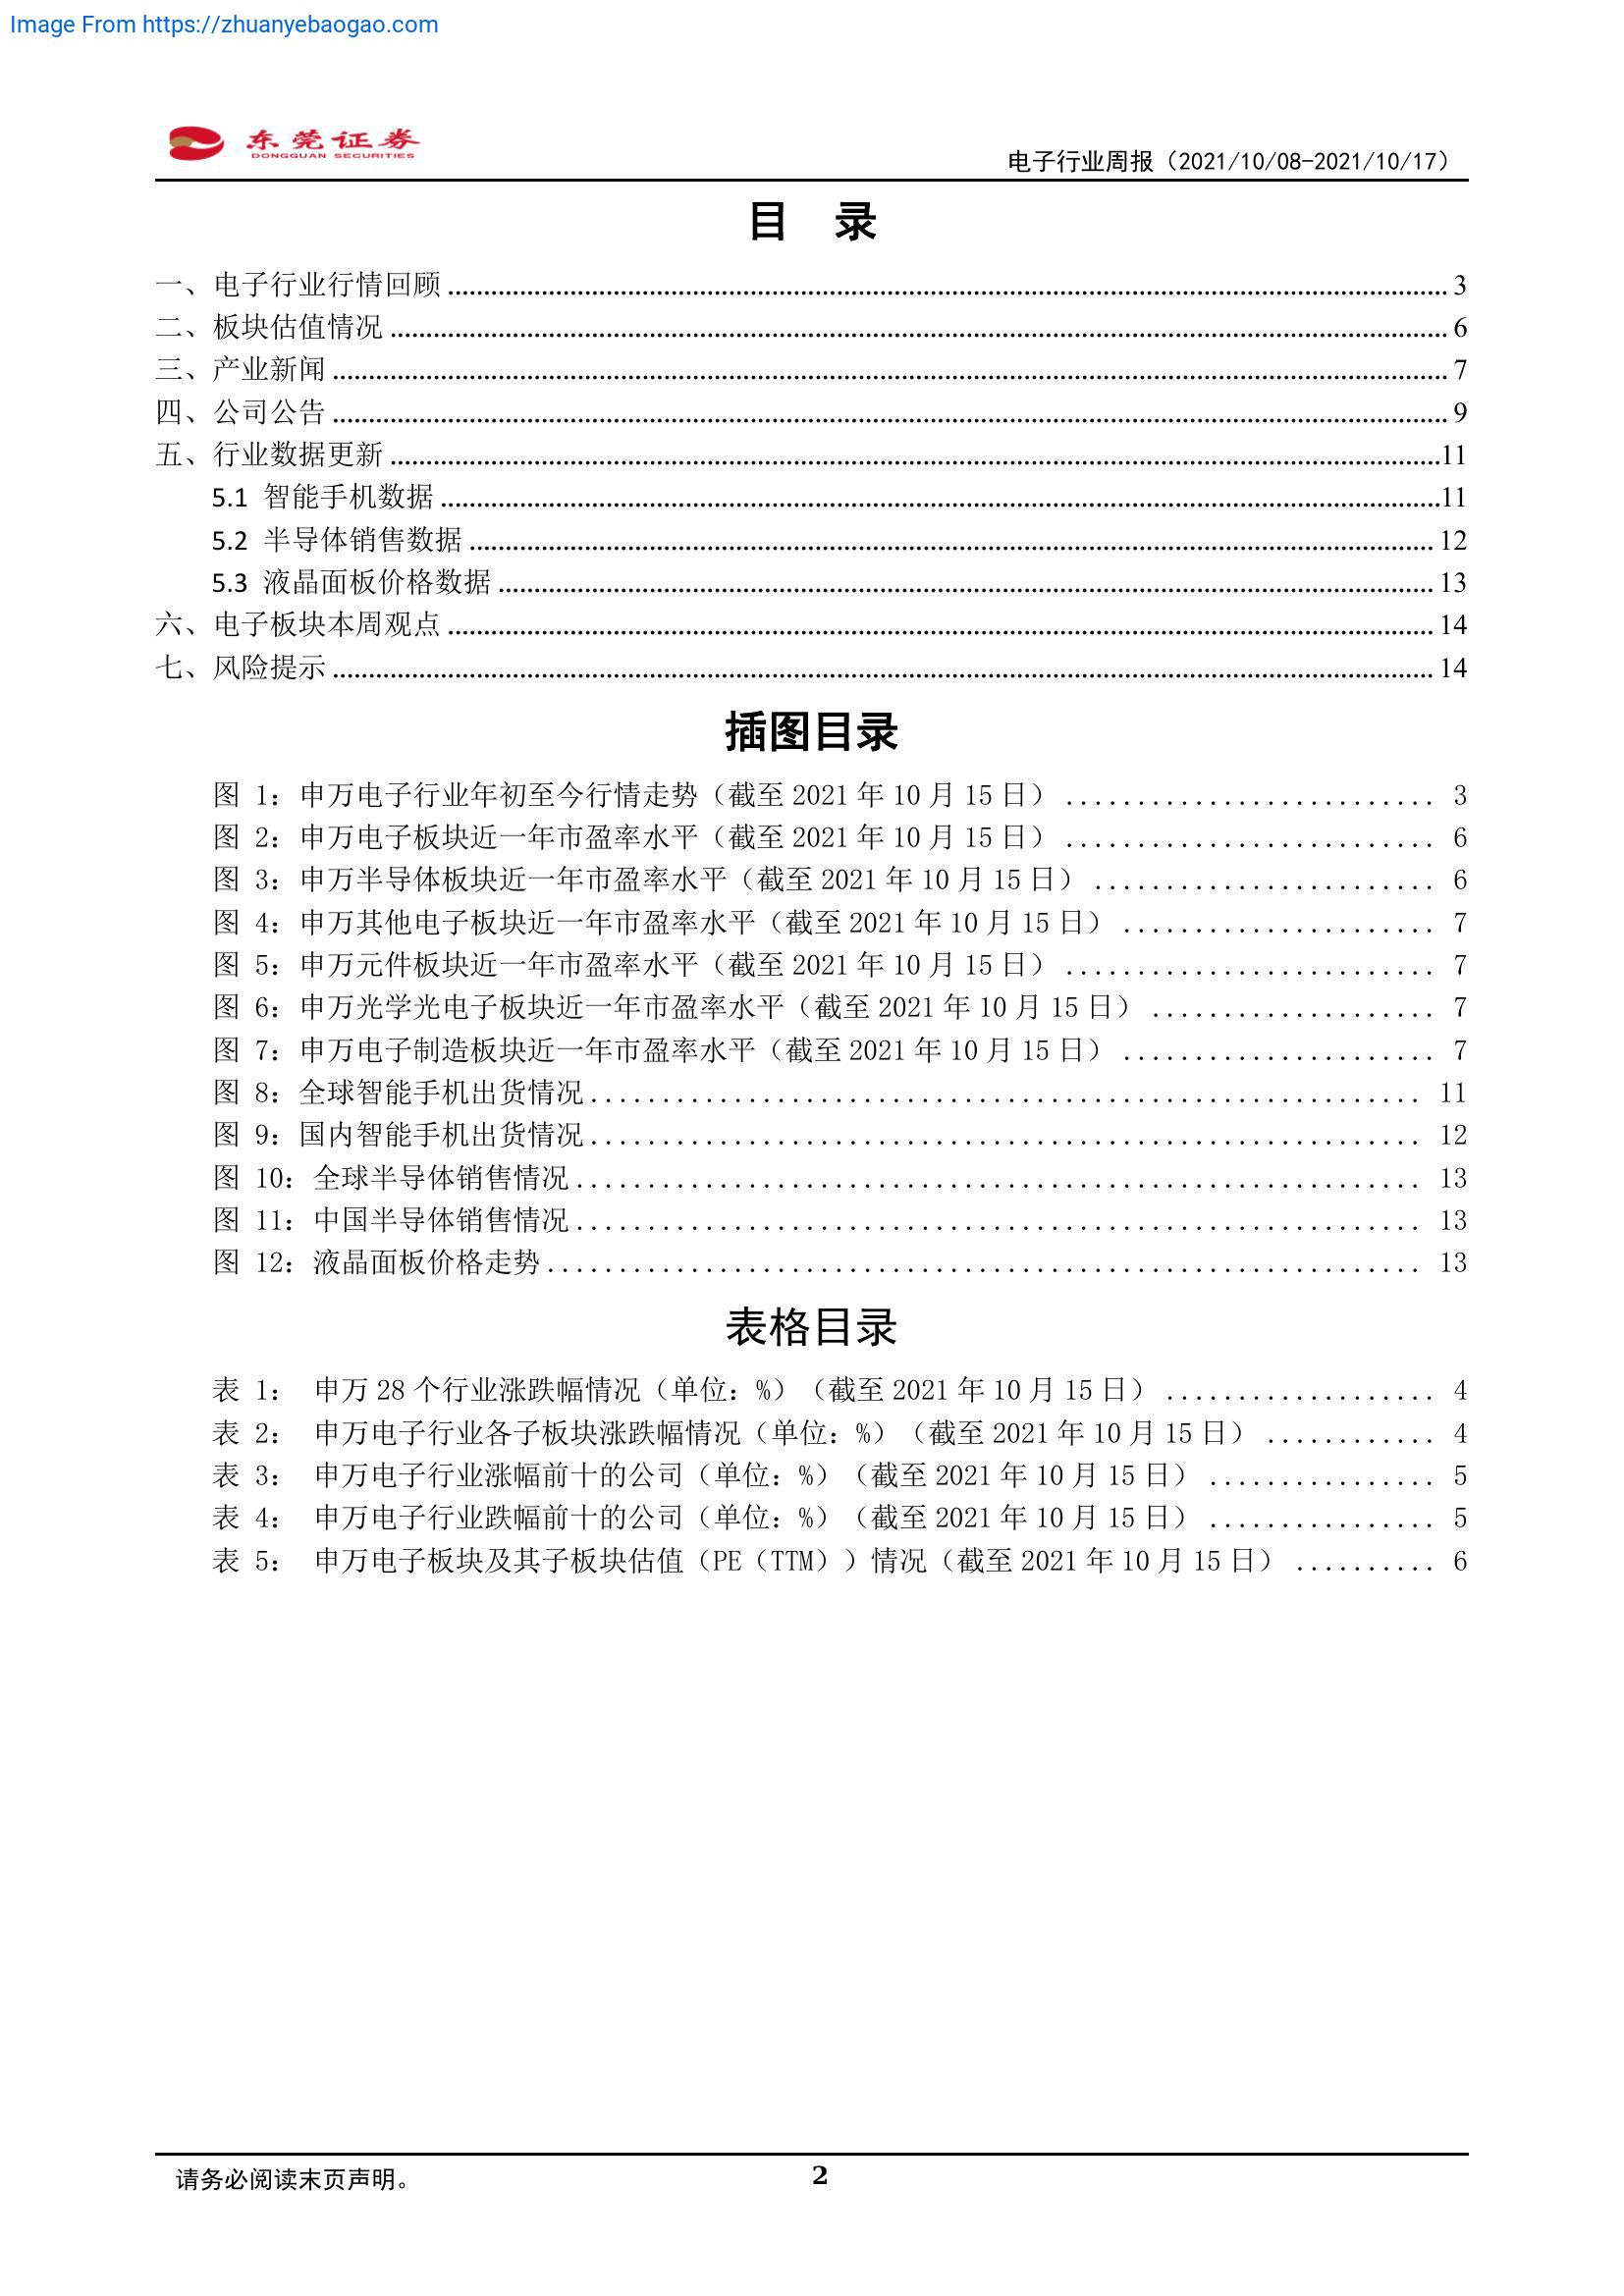 Image From https://zhuanyebaogao.com
东莞证券
DONGGUAN SECURITIES
电子行业周报（2021/10/08-2021/10/17）
目 录
一、电子行业行情回顾 ........ 3
二、板块估值情况 ........ 6
三、产业新闻 ........ 7
四、公司公告 ........ 9
五、行业数据更新 ........ 11
5.1 智能手机数据 ........ 11
5.2 半导体销售数据 ........ 12
5.3 液晶面板价格数据 ........ 13
六、电子板块本周观点 ........ 14
七、风险提示 ........ 14
插图目录
图 1：申万电子行业年初至今行情走势（截至 2021 年 10 月 15 日） ........ 3
图 2：申万电子板块近一年市盈率水平（截至 2021 年 10 月 15 日） ........ 6
图 3：申万半导体板块近一年市盈率水平（截至 2021 年 10 月 15 日） ........ 6
图 4：申万其他电子板块近一年市盈率水平（截至 2021 年 10 月 15 日） ........ 7
图 5：申万元件板块近一年市盈率水平（截至 2021 年 10 月 15 日） ........ 7
图 6：申万光学光电子板块近一年市盈率水平（截至 2021 年 10 月 15 日） ........ 7
图 7：申万电子制造板块近一年市盈率水平（截至 2021 年 10 月 15 日） ........ 7
图 8：全球智能手机出货情况 ........ 11
图 9：国内智能手机出货情况 ........ 12
图 10：全球半导体销售情况 ........ 13
图 11：中国半导体销售情况 ........ 13
图 12：液晶面板价格走势 ........ 13
表格目录
表 1： 申万 28 个行业涨跌幅情况（单位：%）（截至 2021 年 10 月 15 日） ........ 4
表 2： 申万电子行业各子板块涨跌幅情况（单位：%）（截至 2021 年 10 月 15 日） ........ 4
表 3： 申万电子行业涨幅前十的公司（单位：%）（截至 2021 年 10 月 15 日） ........ 5
表 4： 申万电子行业跌幅前十的公司（单位：%）（截至 2021 年 10 月 15 日） ........ 5
表 5： 申万电子板块及其子板块估值（PE（TTM））情况（截至 2021 年 10 月 15 日） ........ 6
请务必阅读末页声明。
2